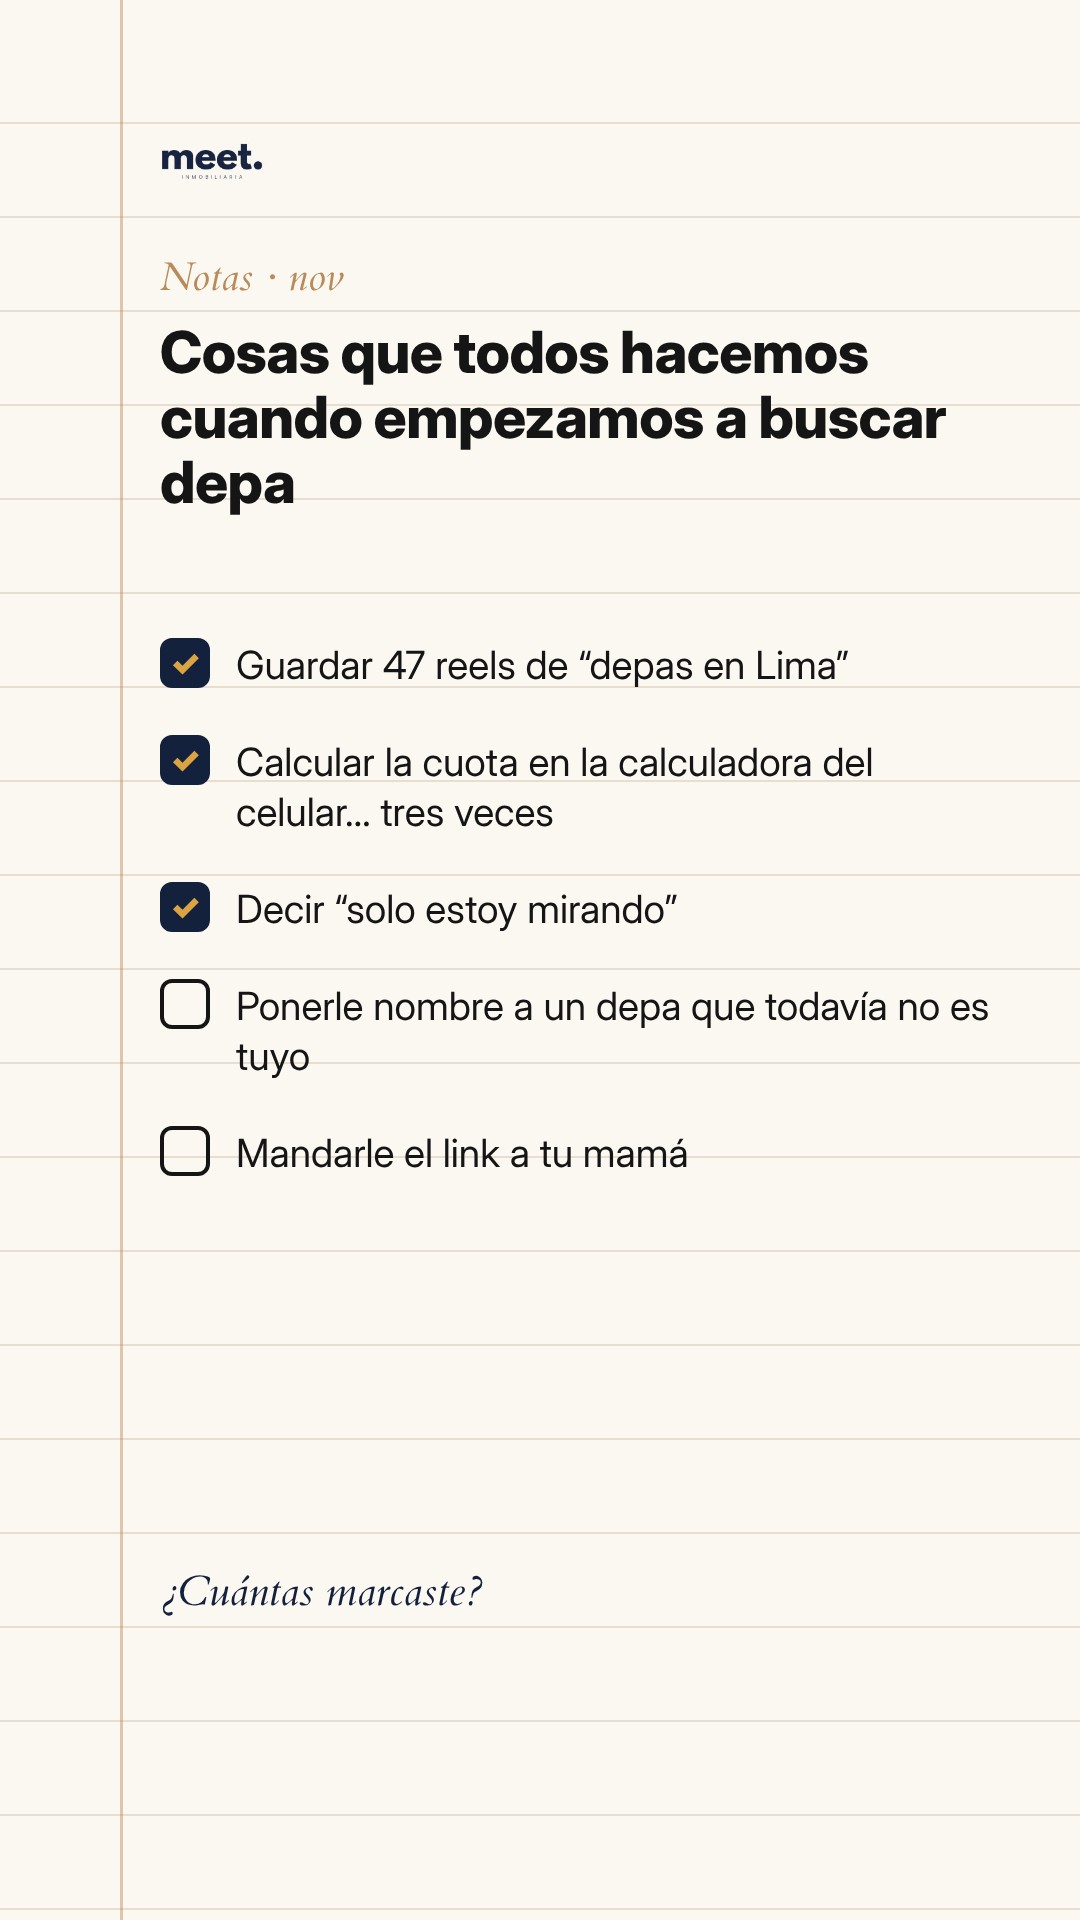 meet.
INMOBILIARIA
Notas · nov
Cosas que todos hacemos
cuando empezamos a buscar
depa
Guardar 47 reels de “depas en Lima”
Calcular la cuota en la calculadora del
celular... tres veces
Decir “solo estoy mirando”
Ponerle nombre a un depa que todavía no es
tuyo
Mandarle el link a tu mamá
¿Cuántas marcaste?